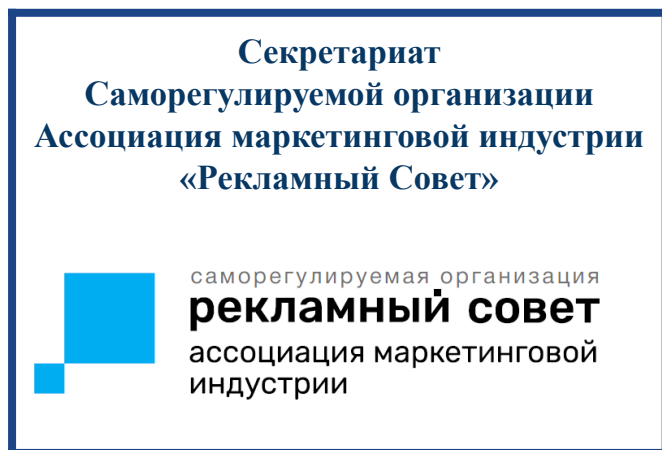 Секретариат
Саморегулируемой организации
Ассоциация маркетинговой индустрии
«Рекламный Совет»
саморегулируемая организация
рекламный совет
ассоциация маркетинговой
индустрии